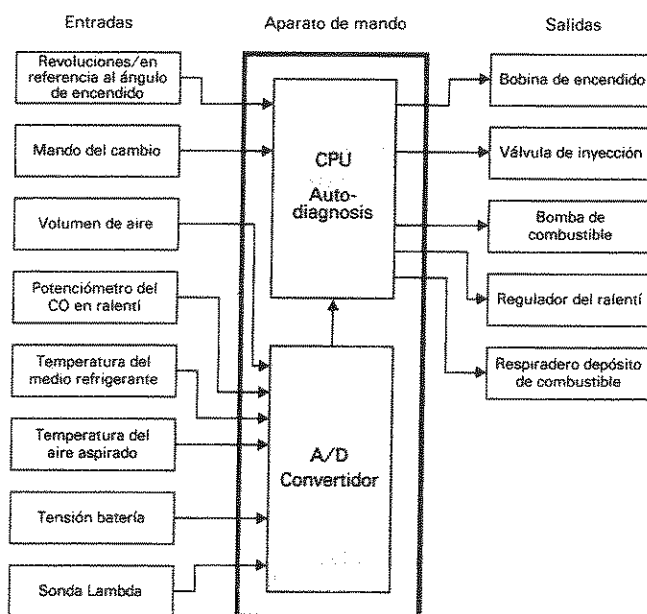 Entradas
Aparato de mando
Salidas
Revoluciones/en
referencia al ángulo
de encendido
Mando del cambio
Volumen de aire
Potenciómetro del
CO en ralentí
Temperatura del
medio refrigerante
Temperatura del
aire aspirado
Tensión batería
Sonda Lambda
CPU
Auto-
diagnosis
A/D
Convertidor
Bobina de encendido
Válvula de inyección
Bomba de
combustible
Regulador del ralentí
Respiradero depósito
de combustible